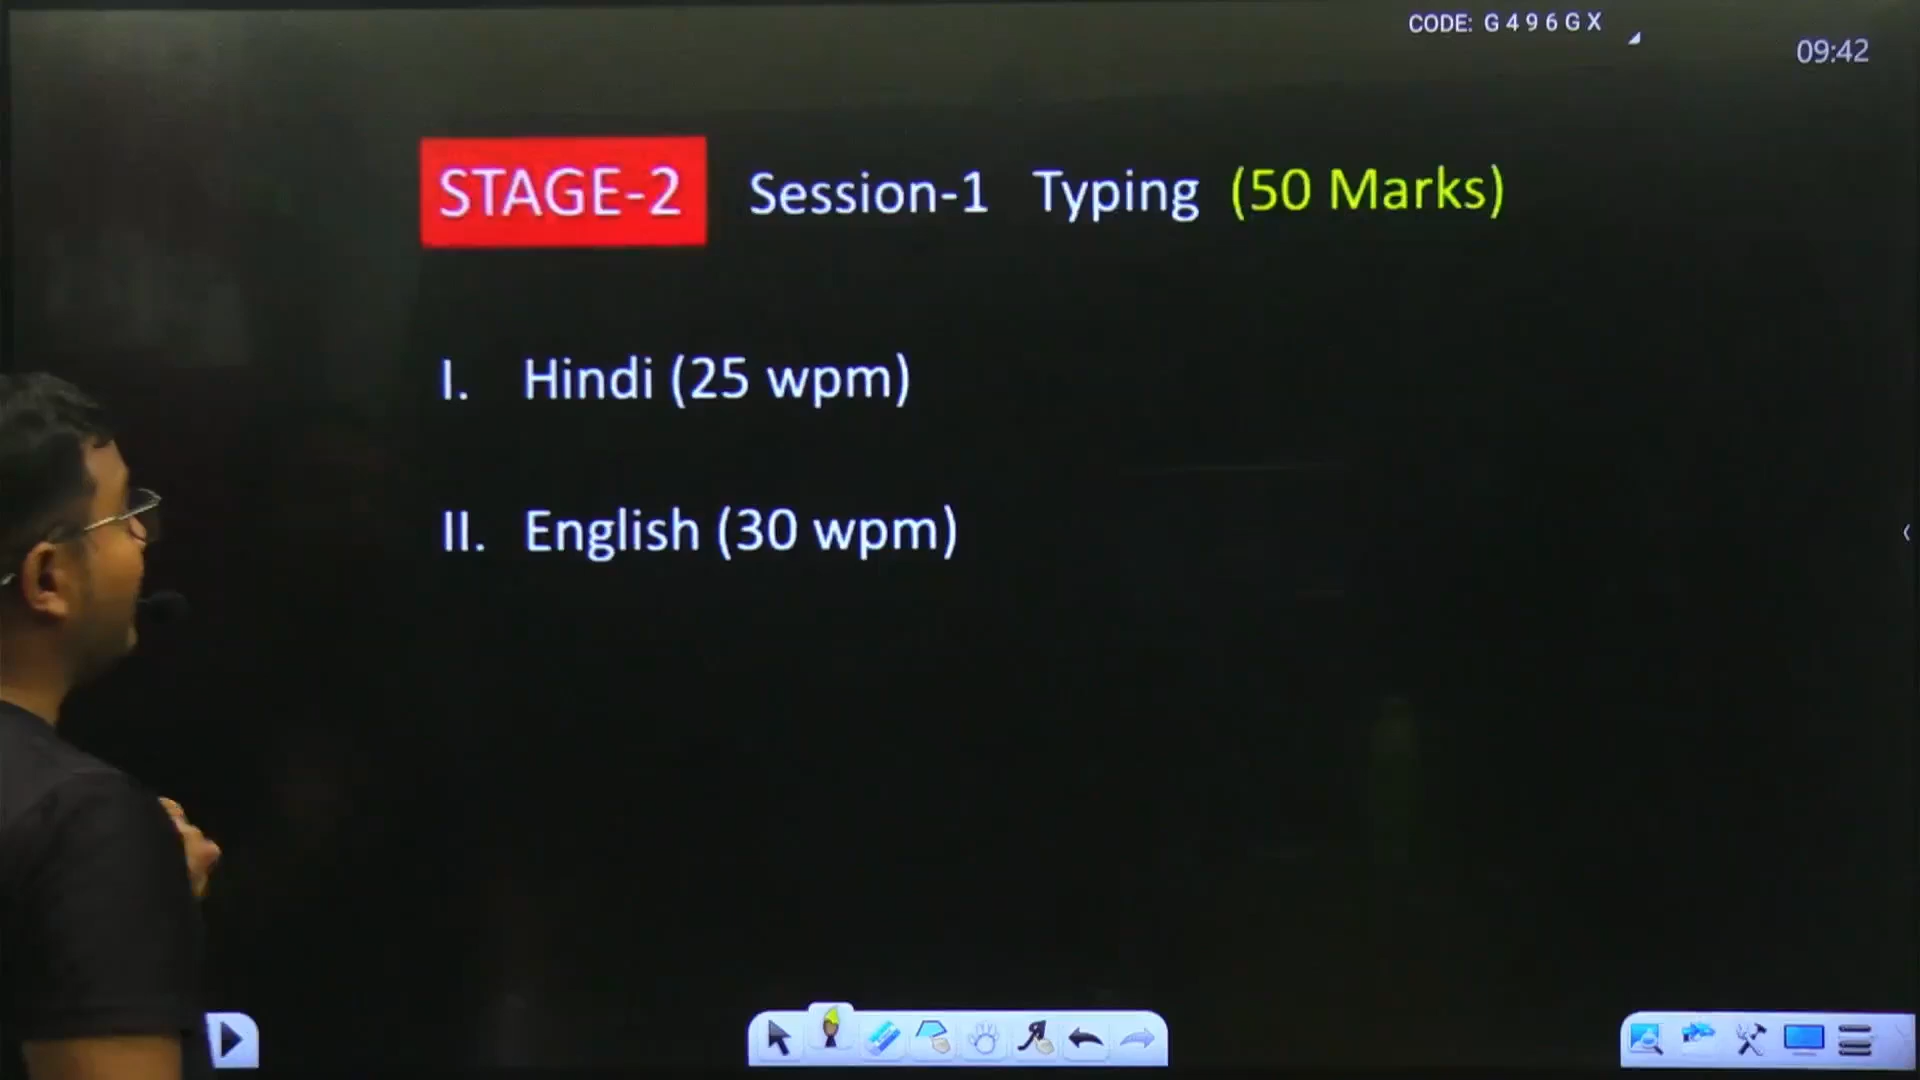 CODE: G496GX
09:42
STAGE-2 Session-1 Typing (50 Marks)
I. Hindi (25 wpm)
II. English (30 wpm)